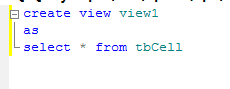 create view view1
as
select * from tbCell